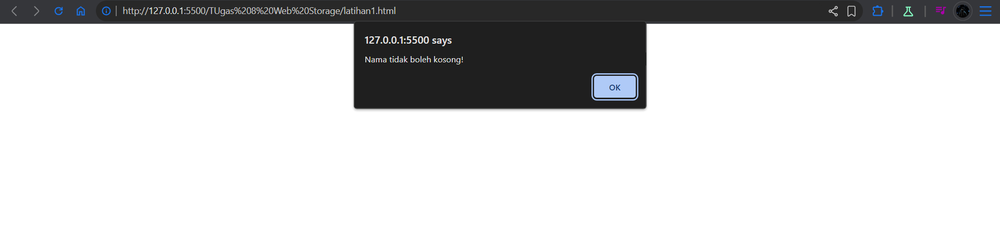 http://127.0.0.1:5500/TUgas%208%20Web%20Storage/latihan1.html
127.0.0.1:5500 says
Nama tidak boleh kosong!
OK